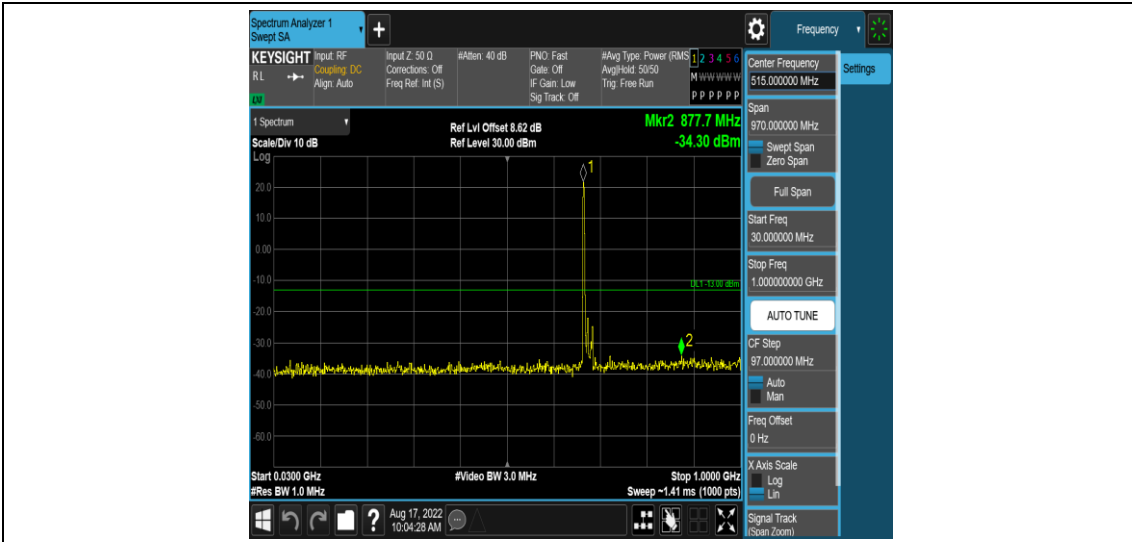 Spectrum Analyzer 1
Swept SA
Frequency
KEYSIGHT
RL
LXI
Input: RF
Coupling: DC
Align: Auto
Input Z: 50 Ω
Corrections: Off
Freq Ref: Int (S)
#Atten: 40 dB
PNO: Fast
Gate: Off
IF Gain: Low
Sig Track: Off
#Avg Type: Power (RMS
Avg|Hold: 50/50
Trig: Free Run
1 2 3 4 5 6
M W W W W W
P P P P P P
1 Spectrum
Scale/Div 10 dB
Log
Ref Lvl Offset 8.62 dB
Ref Level 30.00 dBm
Mkr2 877.7 MHz
-34.30 dBm
1
20.0
10.0
0.00
-10.0
DL1 -13.00 dBm
-20.0
-30.0
2
-40.0
-50.0
-60.0
Start 0.0300 GHz
#Res BW 1.0 MHz
#Video BW 3.0 MHz
Stop 1.0000 GHz
Sweep ~1.41 ms (1000 pts)
Aug 17, 2022
10:04:28 AM
Center Frequency
515.000000 MHz
Settings
Span
970.000000 MHz
Swept Span
Zero Span
Full Span
Start Freq
30.000000 MHz
Stop Freq
1.000000000 GHz
AUTO TUNE
CF Step
97.000000 MHz
Auto
Man
Freq Offset
0 Hz
X Axis Scale
Log
Lin
Signal Track
(Span Zoom)